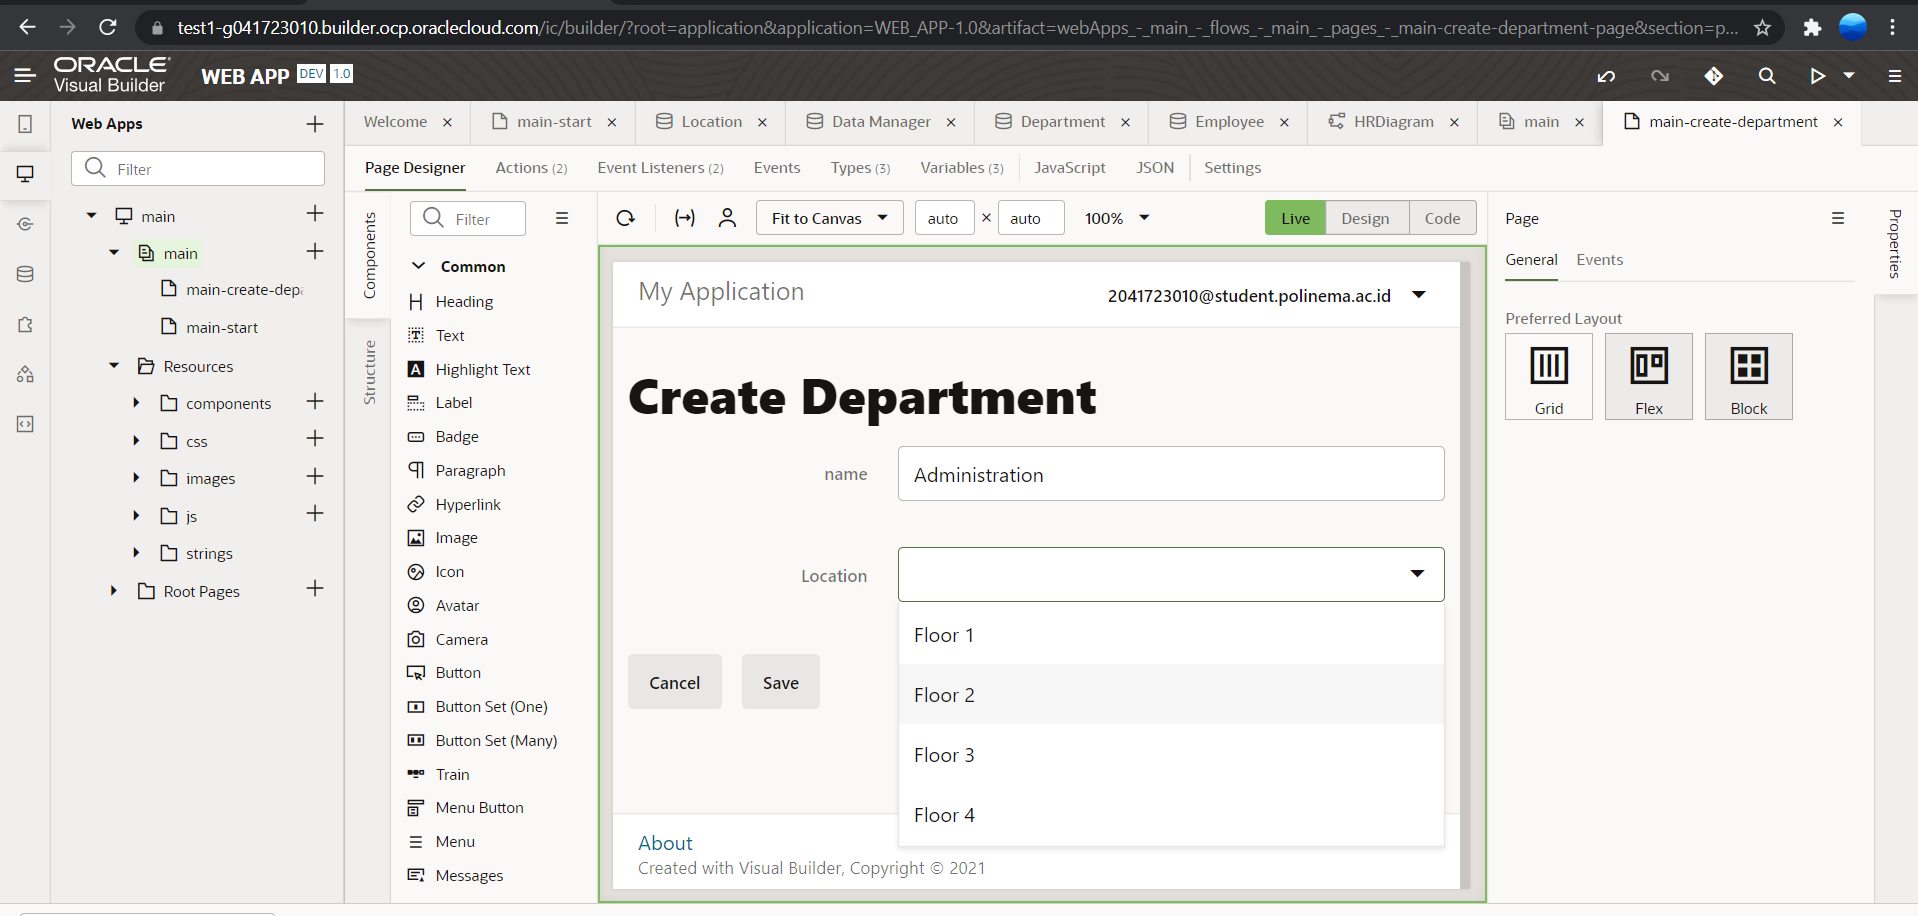 test1-g041723010.builder.ocp.oraclecloud.com/ic/builder/?root=application&application=WEB_APP-1.0&artifact=webApps_-_main_-_flows_-_main_-_pages_-_main-create-department-page&section=p...
ORACLE
Visual Builder
WEB APP DEV 1.0
Web Apps
Filter
main
main
main-create-depa
main-start
Resources
components
css
images
js
strings
Root Pages
Welcome
main-start
Location
Data Manager
Department
Employee
HRDiagram
main
main-create-department
Page Designer
Actions (2)
Event Listeners (2)
Events
Types (3)
Variables (3)
JavaScript
JSON
Settings
Components
Structure
Filter
Common
Heading
Text
Highlight Text
Label
Badge
Paragraph
Hyperlink
Image
Icon
Avatar
Camera
Button
Button Set (One)
Button Set (Many)
Train
Menu Button
Menu
Messages
Fit to Canvas
auto × auto
100%
Live
Design
Code
My Application
2041723010@student.polinema.ac.id
Create Department
name
Administration
Location
Floor 1
Floor 2
Floor 3
Floor 4
Cancel
Save
About
Created with Visual Builder, Copyright © 2021
Page
General
Events
Preferred Layout
Grid
Flex
Block
Properties